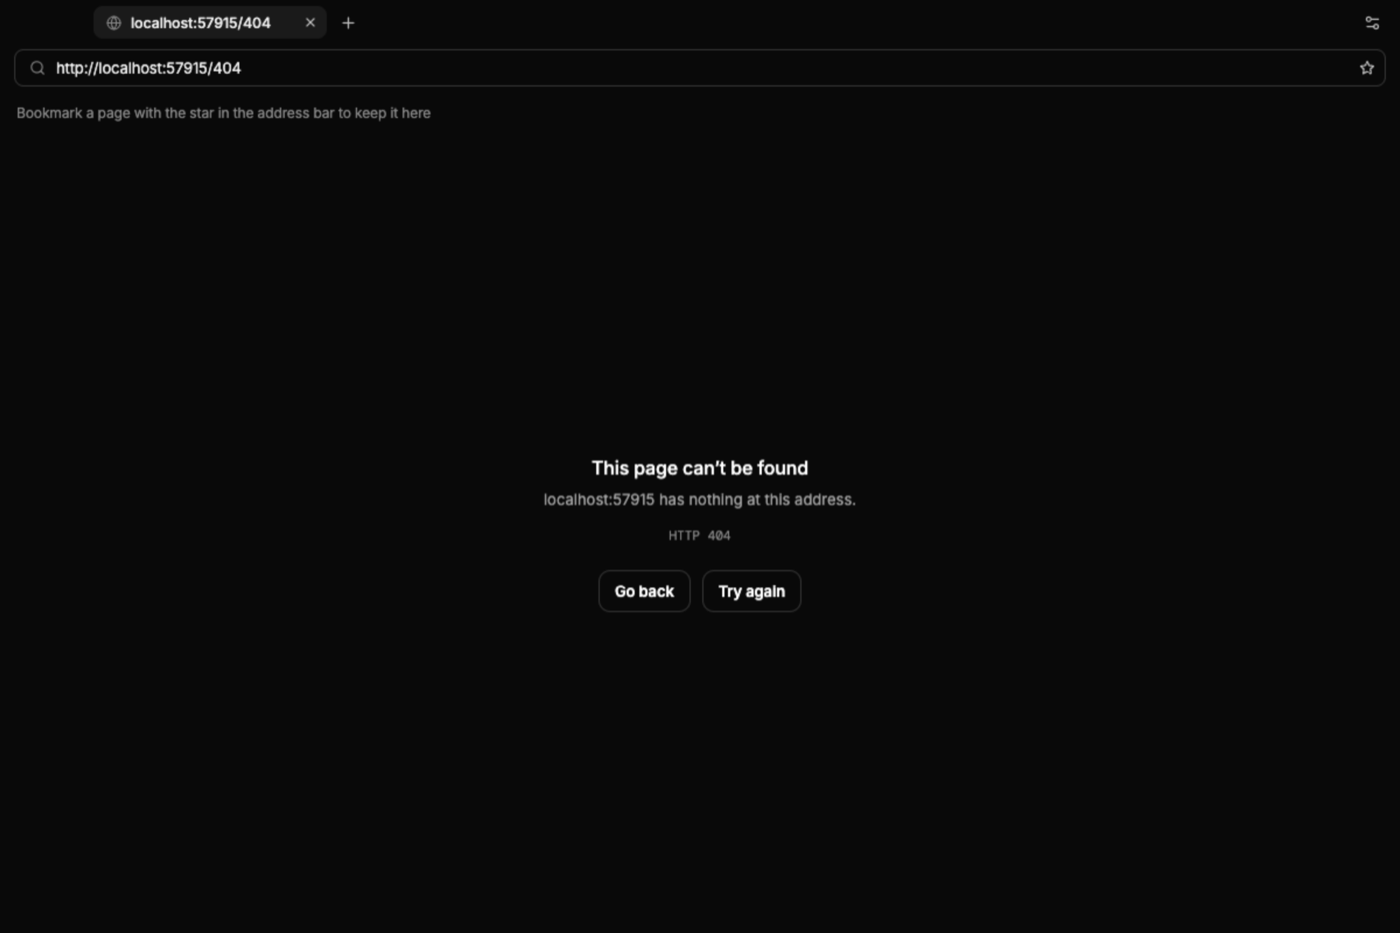 localhost:57915/404
http://localhost:57915/404
Bookmark a page with the star in the address bar to keep it here
This page can’t be found
localhost:57915 has nothing at this address.
HTTP 404
Go back
Try again